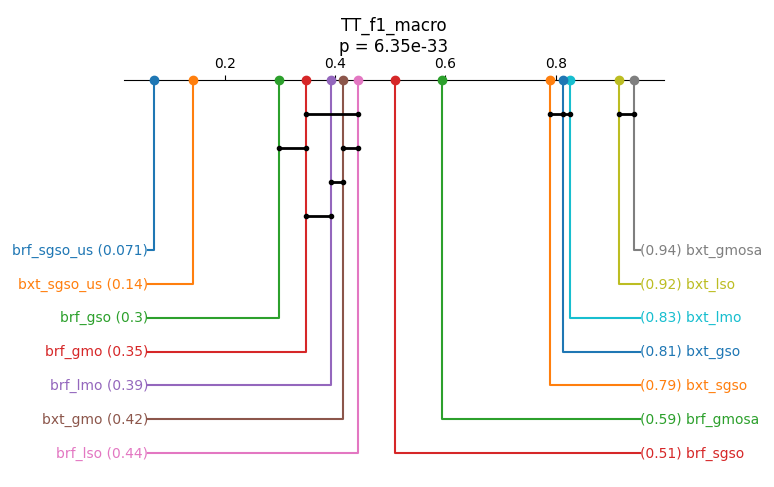 TT_f1_macro
p = 6.35e-33
0.2 0.4 0.6 0.8
brf_sgso_us (0.071) (0.94) bxt_gmosa
bxt_sgso_us (0.14) (0.92) bxt_lso
brf_gso (0.3) (0.83) bxt_lmo
brf_gmo (0.35) (0.81) bxt_gso
brf_lmo (0.39) (0.79) bxt_sgso
bxt_gmo (0.42) (0.59) brf_gmosa
brf_lso (0.44) (0.51) brf_sgso